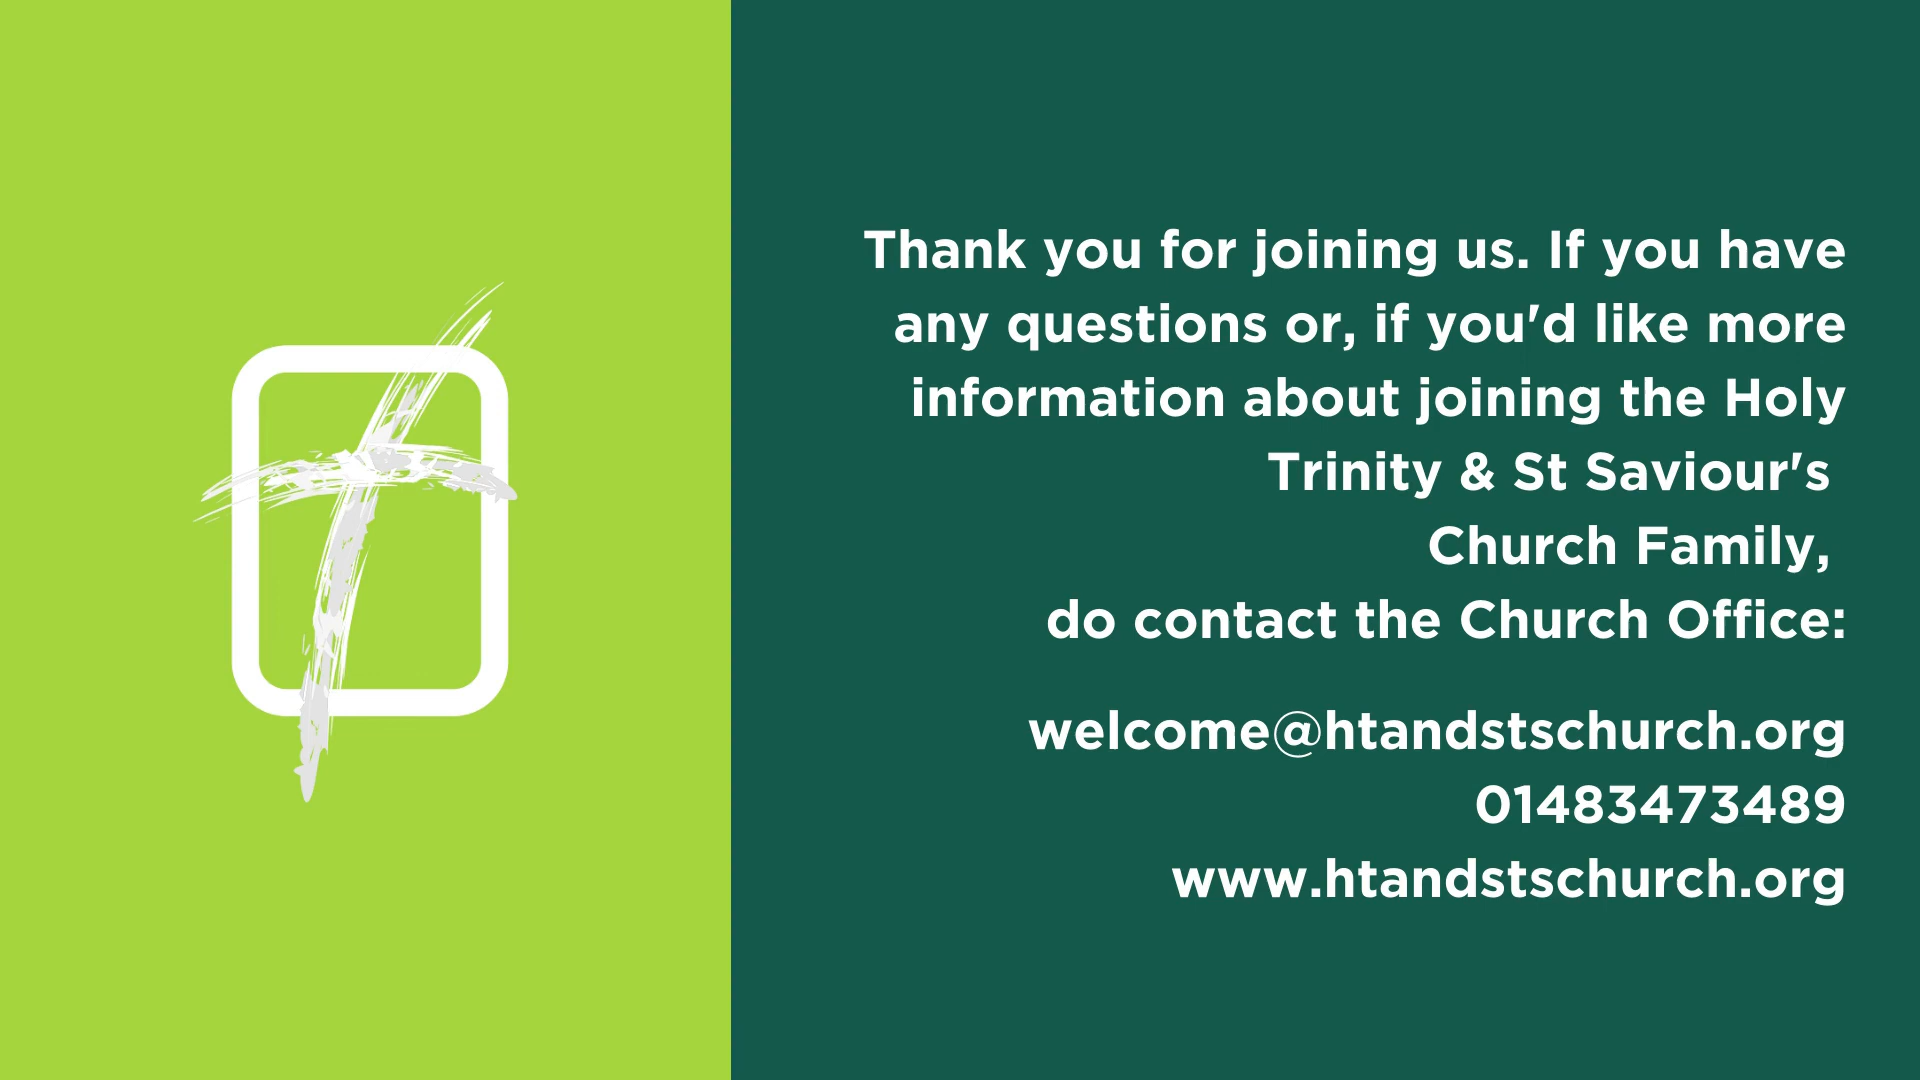 Thank you for joining us. If you have
any questions or, if you'd like more
information about joining the Holy
Trinity & St Saviour's
Church Family,
do contact the Church Office:
welcome@htandstschurch.org
01483473489
www.htandstschurch.org